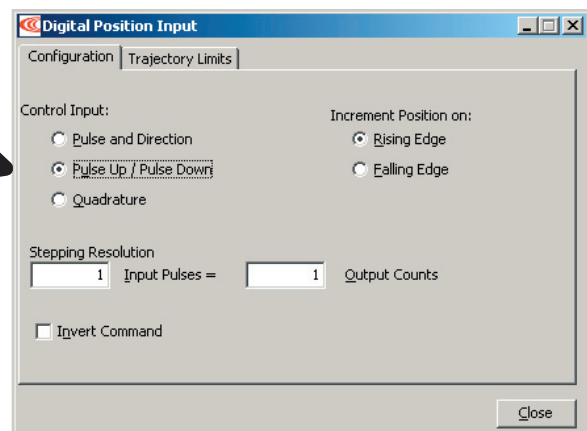 Digital Position Input
Configuration
Trajectory Limits
Control Input:
Pulse and Direction
Pulse Up / Pulse Down
Quadrature
Increment Position on:
Rising Edge
Falling Edge
Stepping Resolution
1 Input Pulses = 1 Output Counts
Invert Command
Close